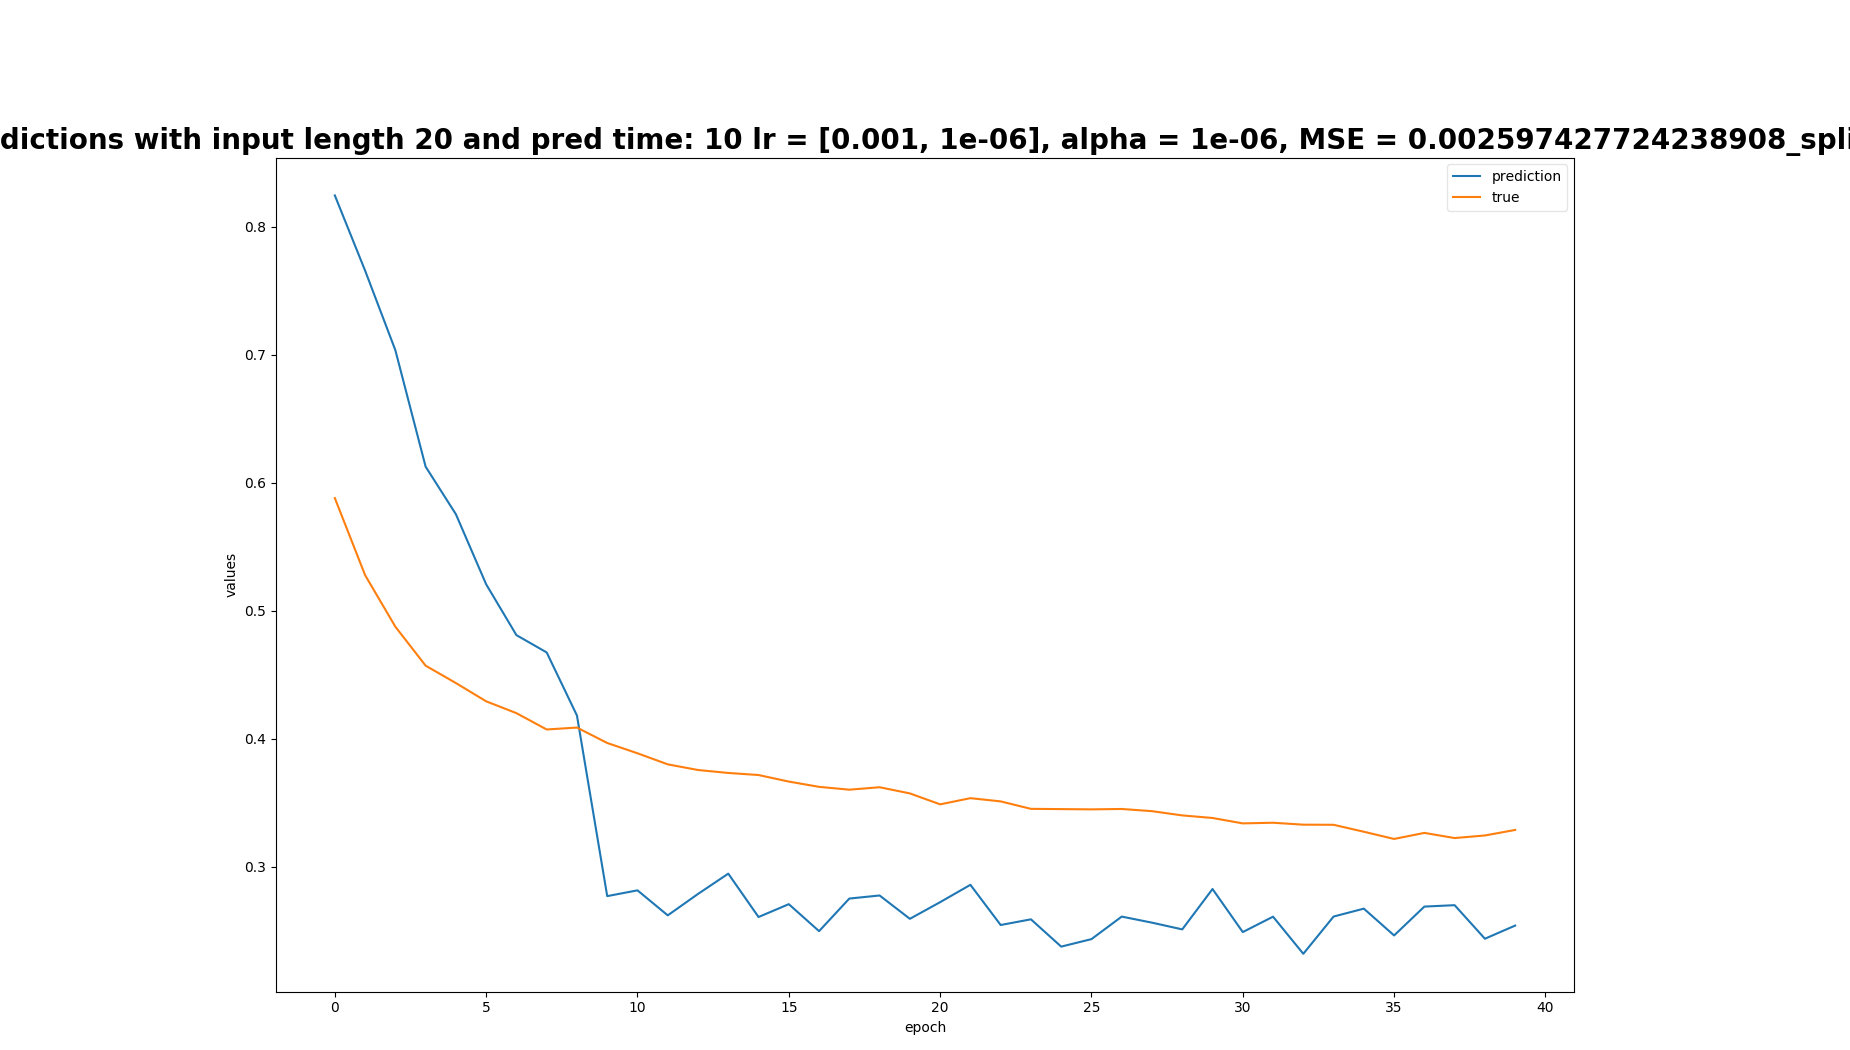 dictions with input length 20 and pred time: 10 lr = [0.001, 1e-06], alpha = 1e-06, MSE = 0.002597427724238908_spli
prediction
true
0.8
0.7
0.6
0.5
0.4
0.3
values
0 5 10 15 20 25 30 35 40
epoch